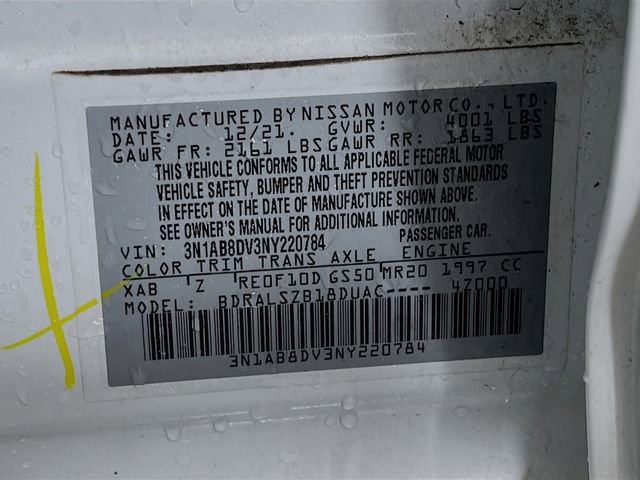 MANUFACTURED BY NISSAN MOTOR CO., LTD.
DATE: 12/21. GVWR: 4001 LBS
GAWR FR: 2161 LBS GAWR RR: 1863 LBS
THIS VEHICLE CONFORMS TO ALL APPLICABLE FEDERAL MOTOR
VEHICLE SAFETY, BUMPER AND THEFT PREVENTION STANDARDS
IN EFFECT ON THE DATE OF MANUFACTURE SHOWN ABOVE.
SEE OWNER'S MANUAL FOR ADDITIONAL INFORMATION.
VIN: 3N1AB8DV3NY220784 PASSENGER CAR.
COLOR TRIM TRANS AXLE ENGINE
XAB Z RE0F10D GS50 MR20 1997 CC
MODEL: BDRALSZB18DUAC---- 4Z000
3N1AB8DV3NY220784